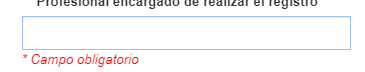 Profesional encargado de realizar el registro
* Campo obligatorio